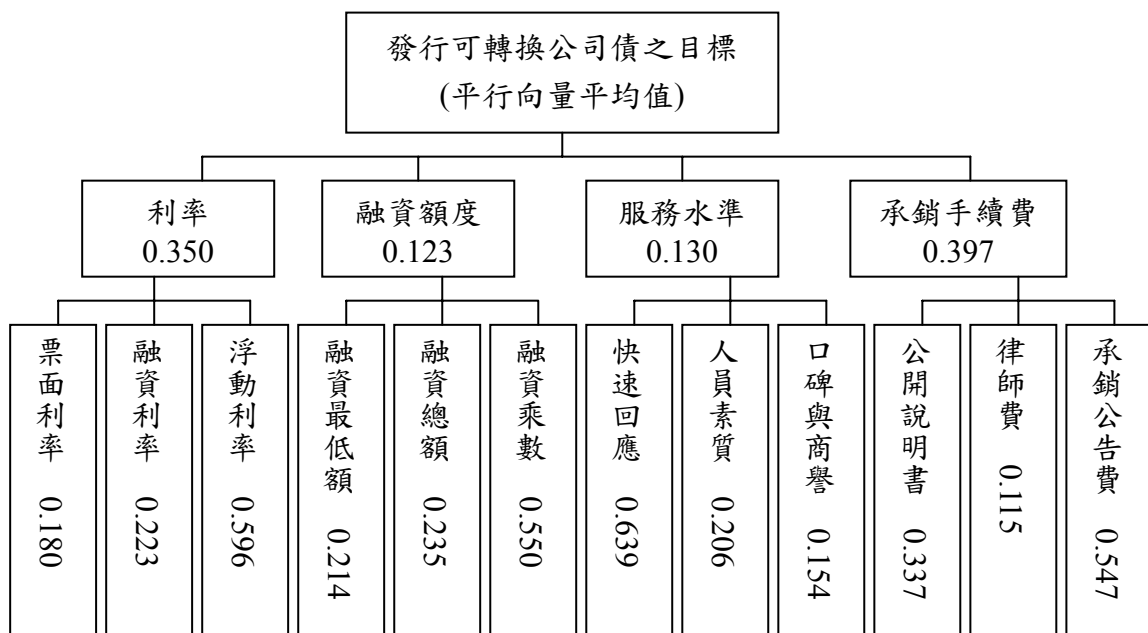 發行可轉換公司債之目標
(平行向量平均值)
利率
0.350
融資額度
0.123
服務水準
0.130
承銷手續費
0.397
票面利率 0.180
融資利率 0.223
浮動利率 0.596
融資最低額 0.214
融資總額 0.235
融資乘數 0.550
快速回應 0.639
人員素質 0.206
口碑與商譽 0.154
公開說明書 0.337
律師費 0.115
承銷公告費 0.547